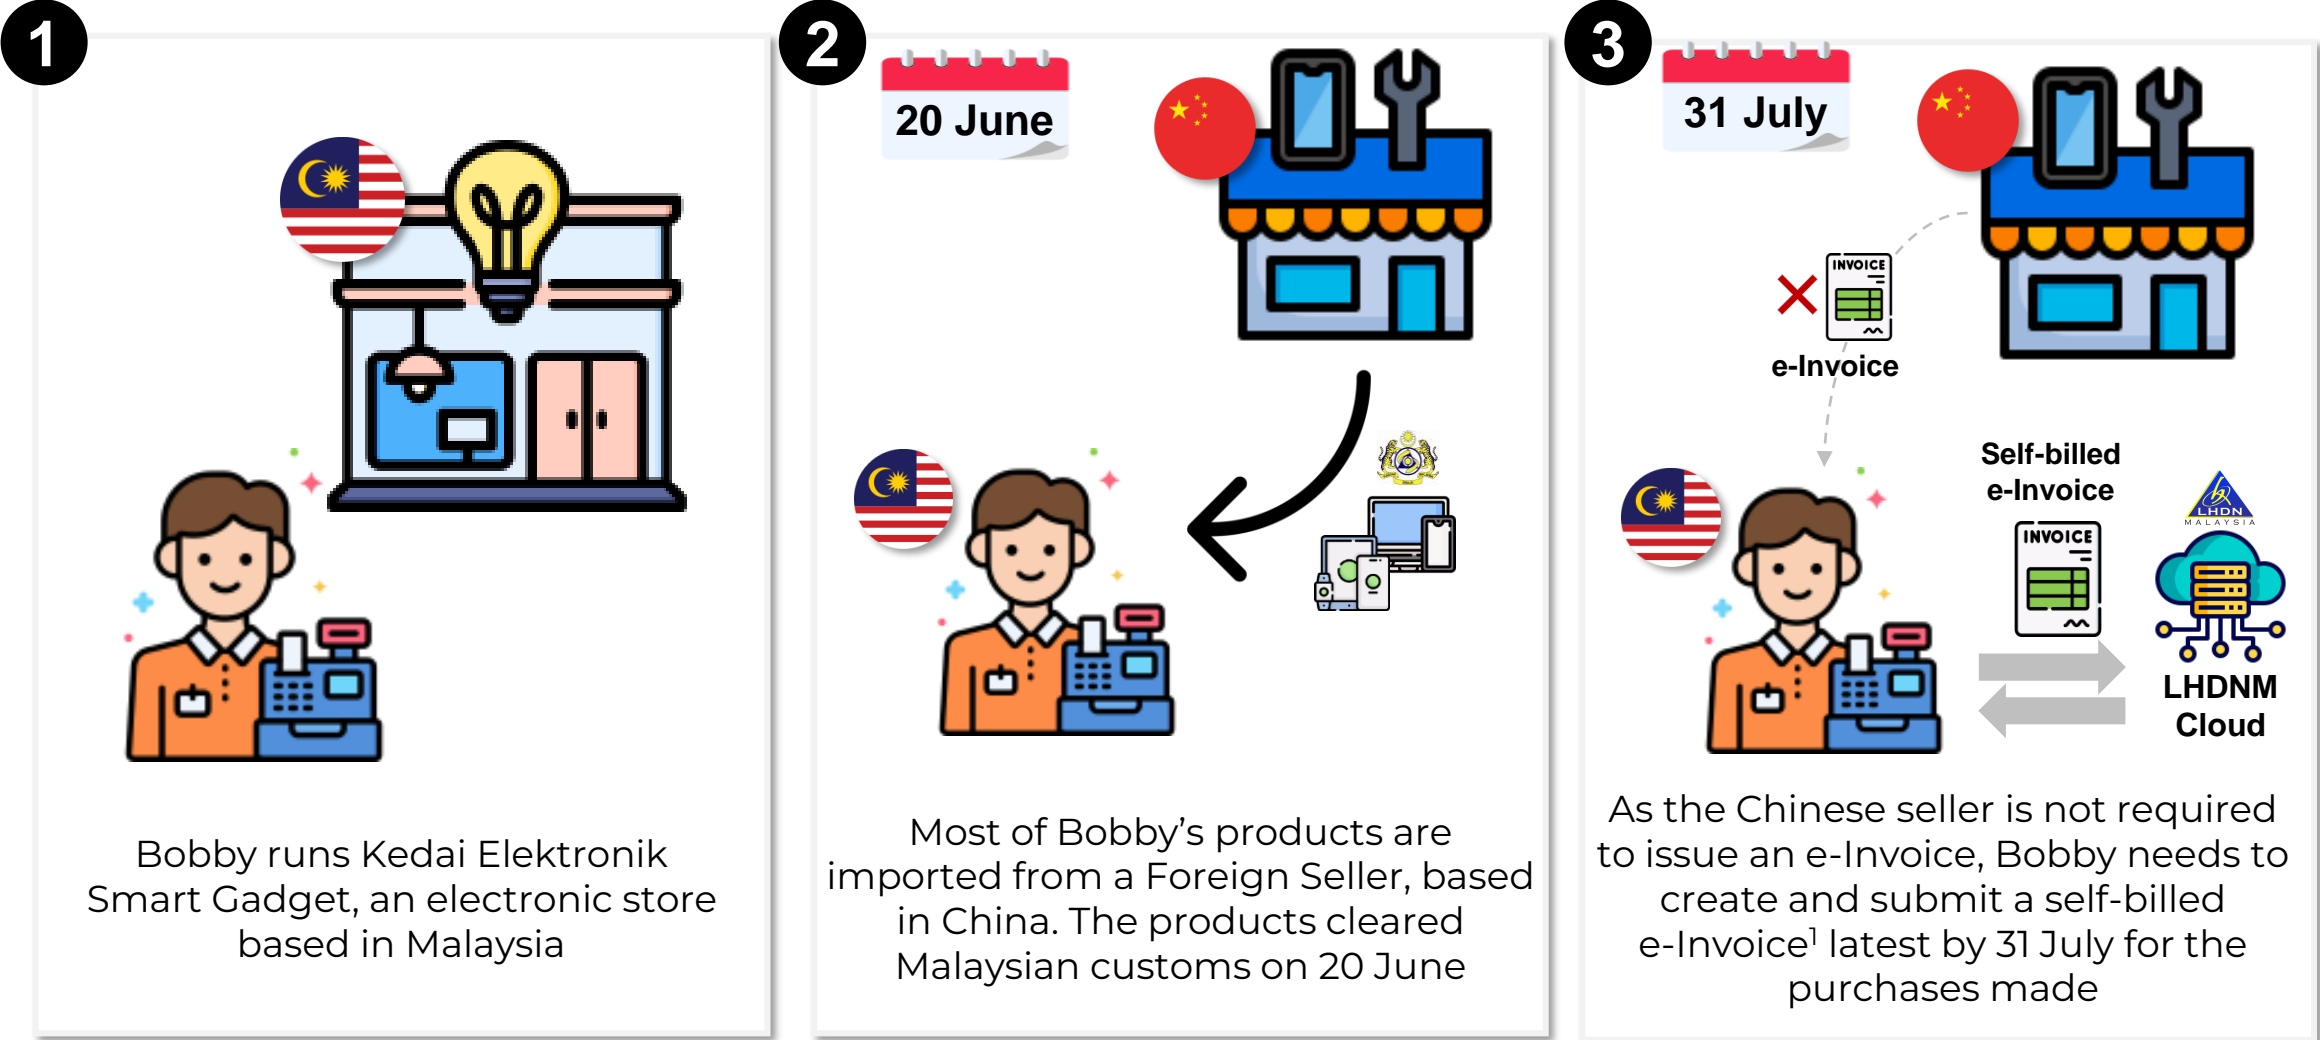 1
Bobby runs Kedai Elektronik
Smart Gadget, an electronic store
based in Malaysia
2
20 June
Most of Bobby’s products are
imported from a Foreign Seller, based
in China. The products cleared
Malaysian customs on 20 June
3
31 July
INVOICE
e-Invoice
Self-billed
e-Invoice
INVOICE
LHDN
MALAYSIA
LHDNM
Cloud
As the Chinese seller is not required
to issue an e-Invoice, Bobby needs to
create and submit a self-billed
e-Invoice¹ latest by 31 July for the
purchases made